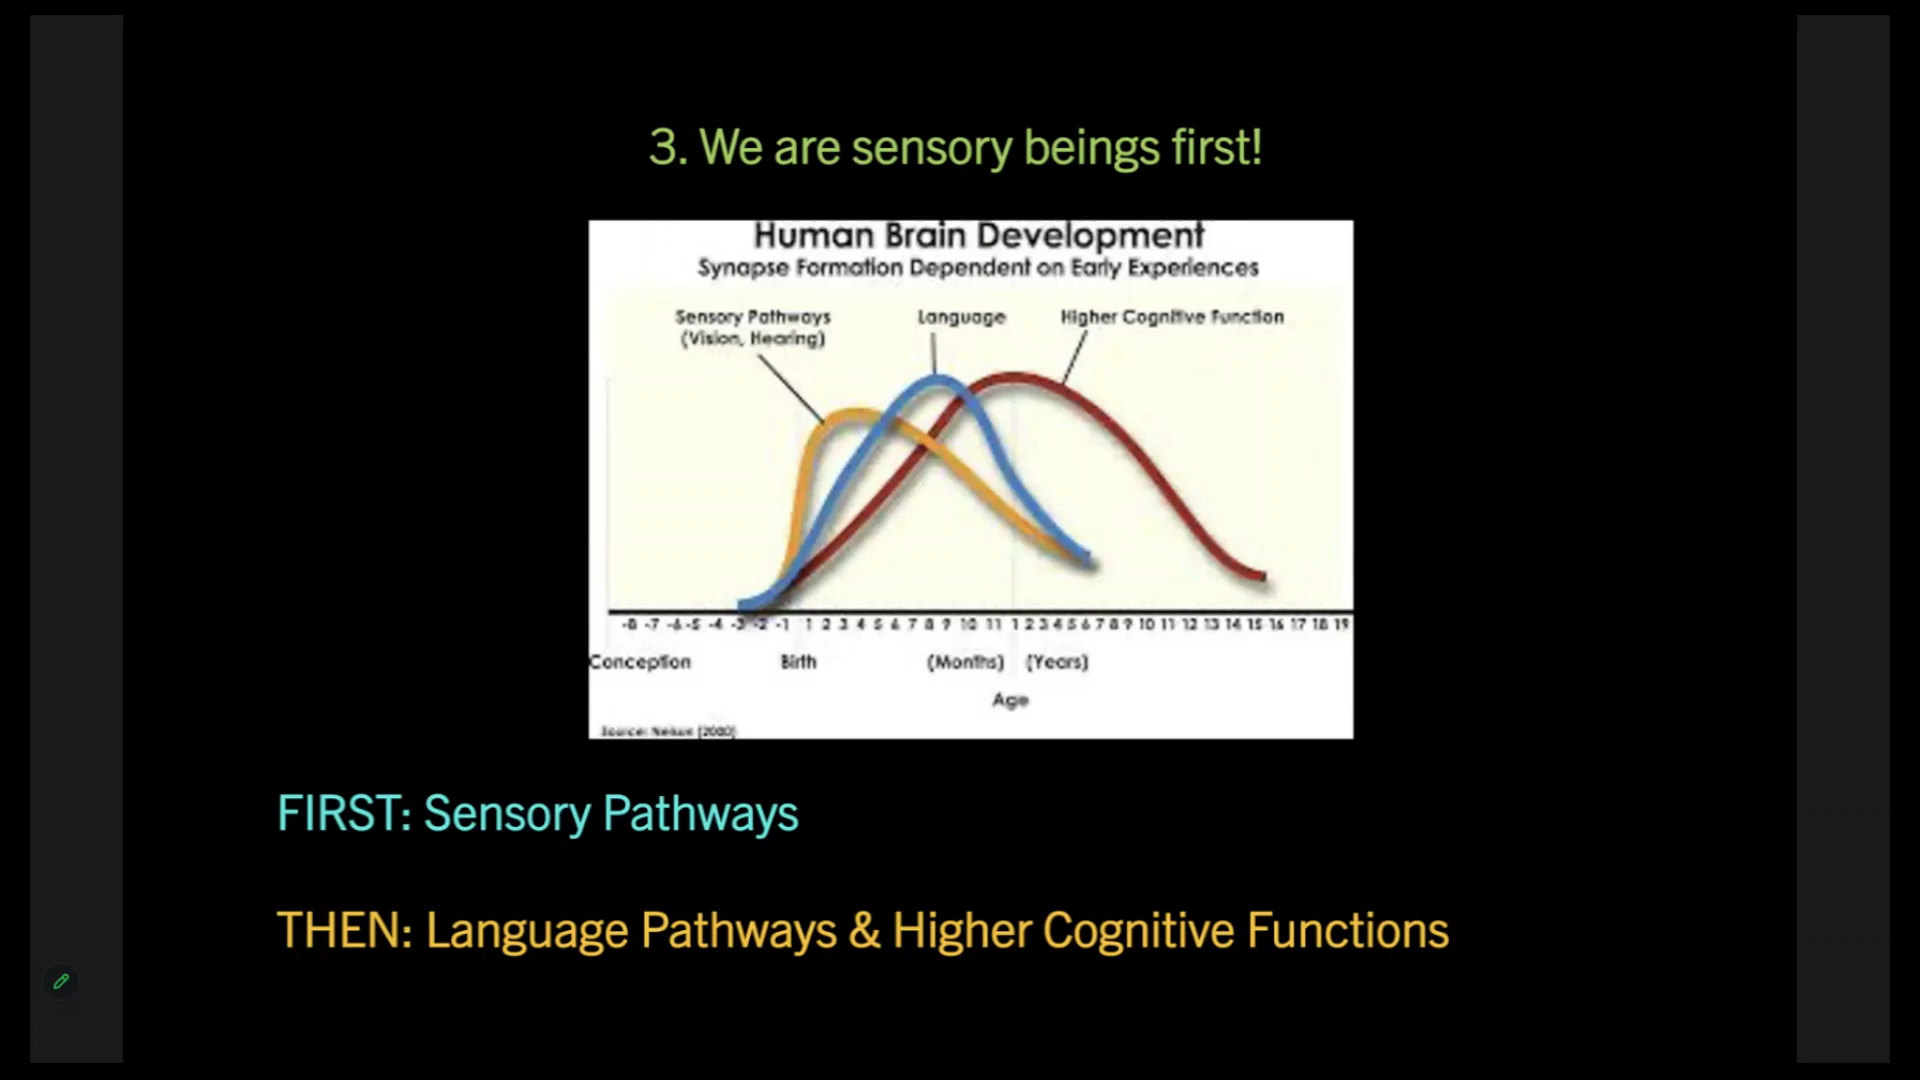 3. We are sensory beings first!
Human Brain Development
Synapse Formation Dependent on Early Experiences
Sensory Pathways
(Vision, Hearing)
Language
Higher Cognitive Function
-8 -7 -6 -5 -4 -3 -2 -1 1 2 3 4 5 6 7 8 9 10 11 1 2 3 4 5 6 7 8 9 10 11 12 13 14 15 16 17 18 19
Conception Birth (Months) (Years)
Age
Source: Nelson (2000)
FIRST: Sensory Pathways
THEN: Language Pathways & Higher Cognitive Functions